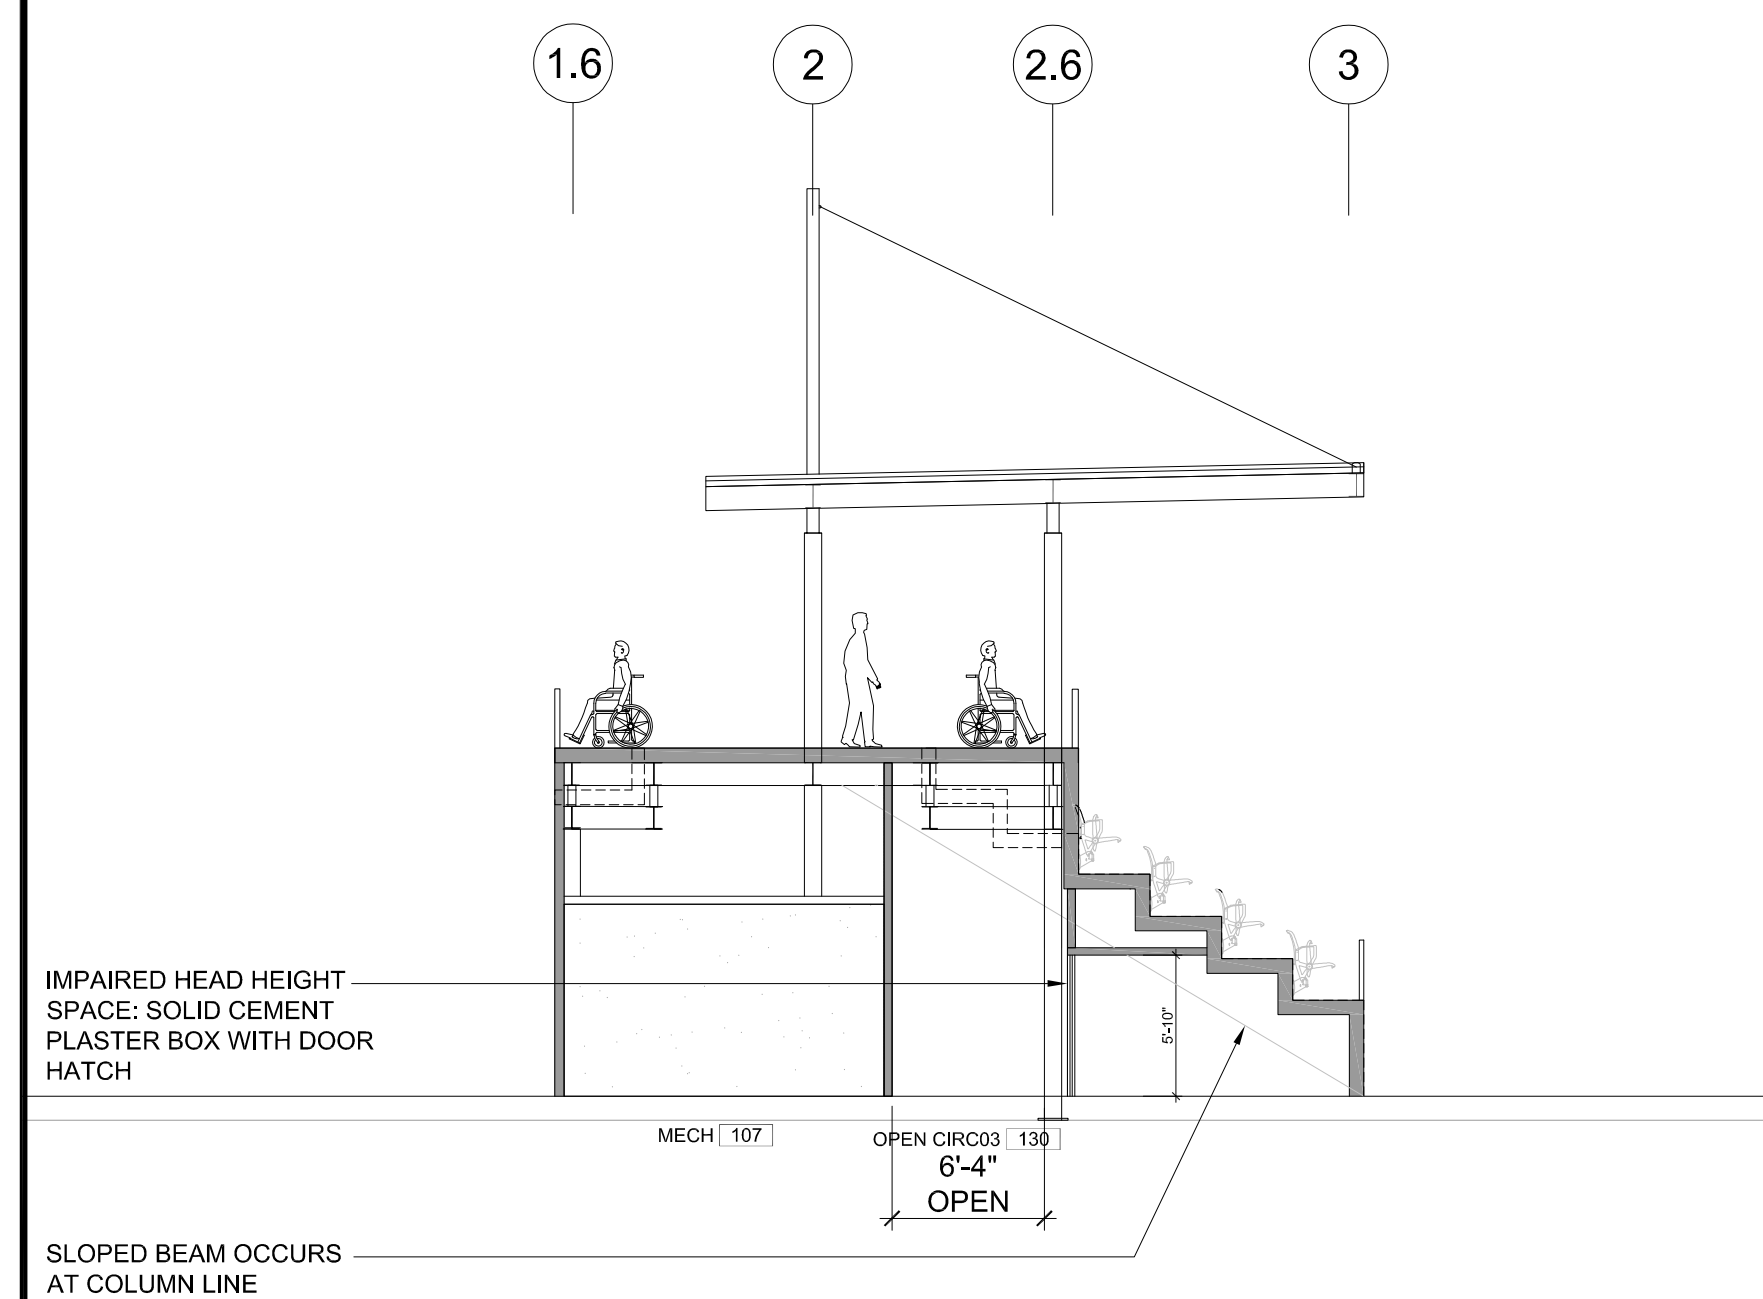 1.6
2
2.6
3
IMPAIRED HEAD HEIGHT
SPACE: SOLID CEMENT
PLASTER BOX WITH DOOR
HATCH
5'-10"
MECH 107
OPEN CIRC03 130
6'-4"
OPEN
SLOPED BEAM OCCURS
AT COLUMN LINE